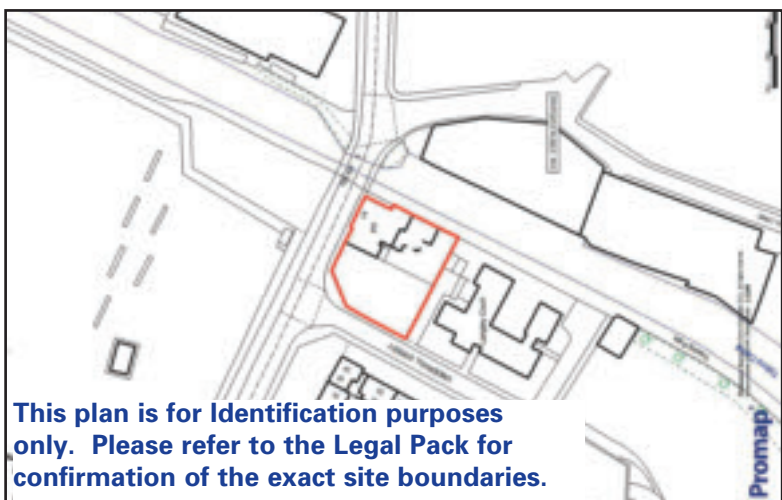 This plan is for Identification purposes
only. Please refer to the Legal Pack for
confirmation of the exact site boundaries.
Promap